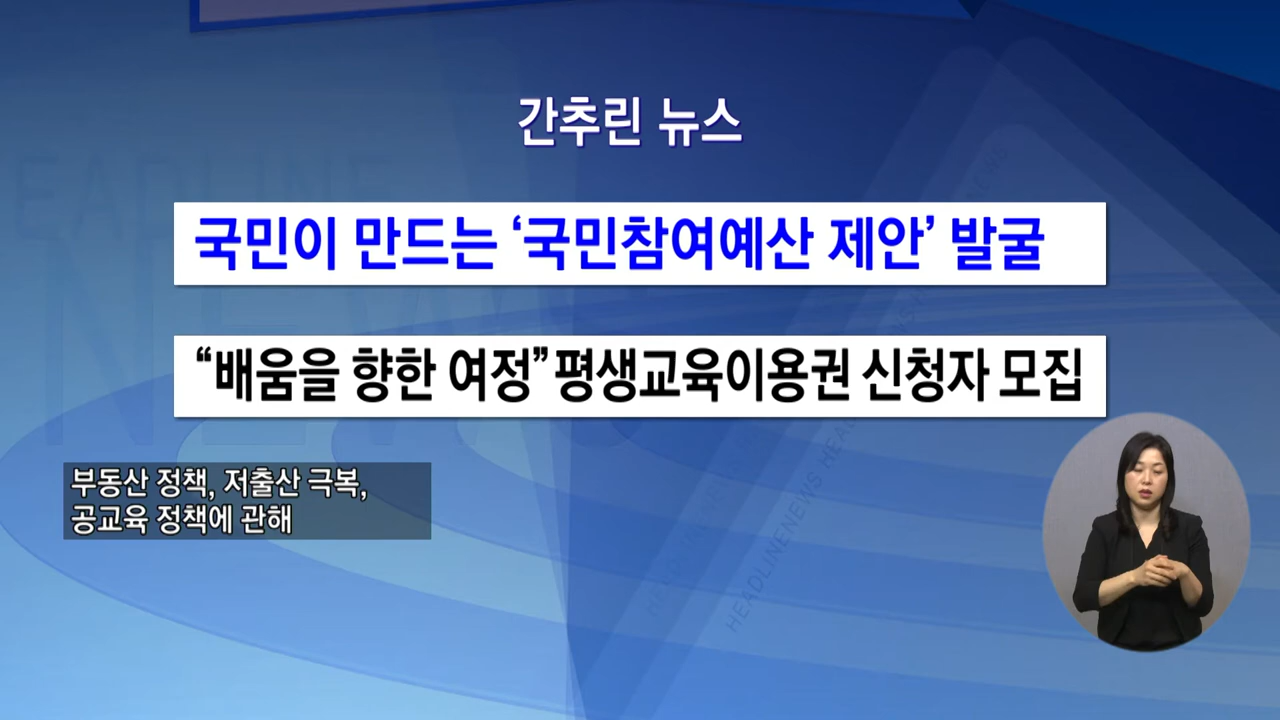 간추린 뉴스
국민이 만드는 ‘국민참여예산 제안’ 발굴
“배움을 향한 여정” 평생교육이용권 신청자 모집
부동산 정책, 저출산 극복,
공교육 정책에 관해
HEADLINENEWS HEADLINENEWS